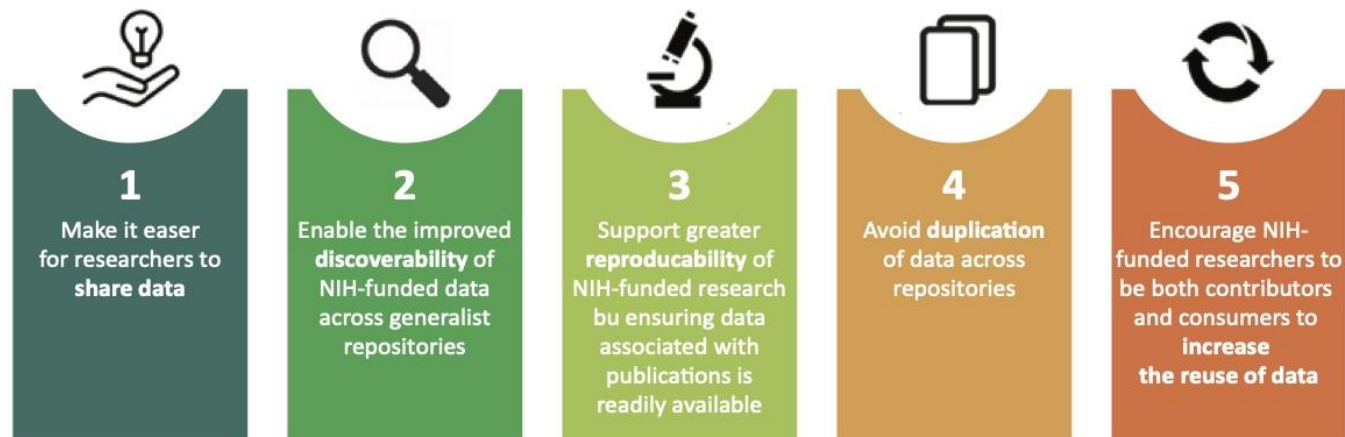 1
Make it easier
for researchers to
share data
2
Enable the improved
discoverability of
NIH-funded data
across generalist
repositories
3
Support greater
reproducability of
NIH-funded research
bu ensuring data
associated with
publications is
readily available
4
Avoid duplication
of data across
repositories
5
Encourage NIH-
funded researchers to
be both contributors
and consumers to
increase
the reuse of data